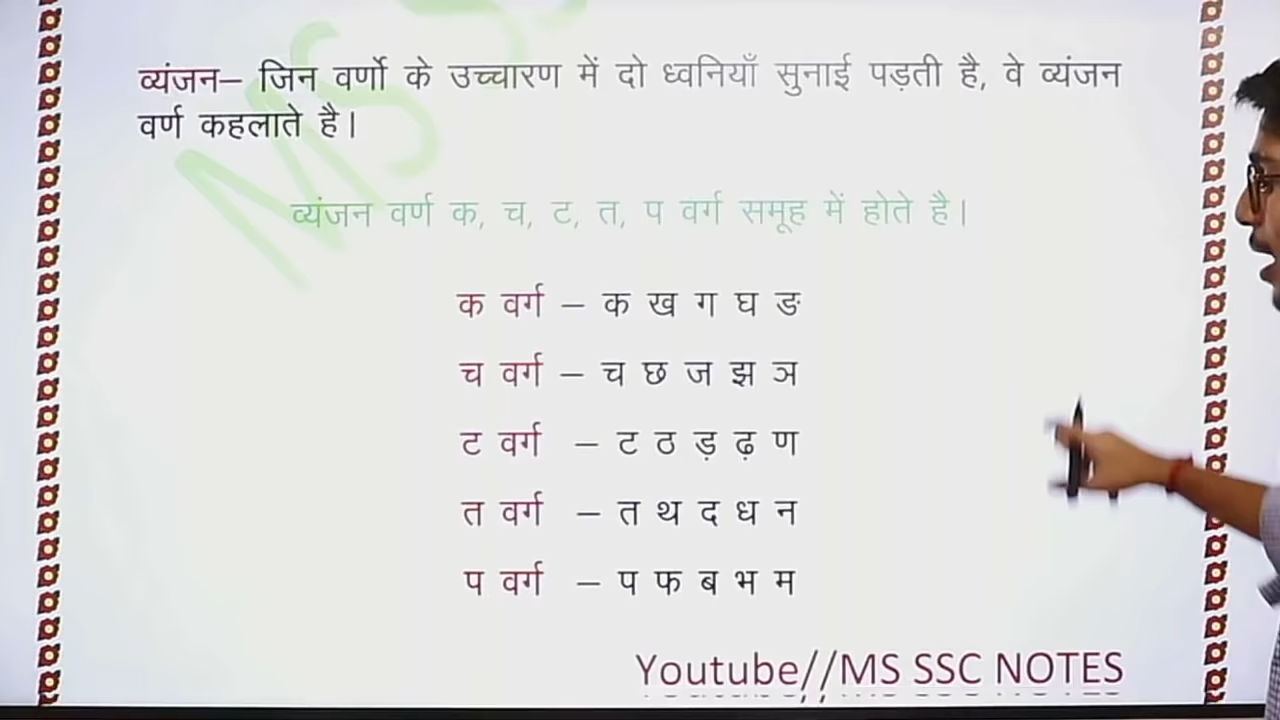 व्यंजन– जिन वर्णो के उच्चारण में दो ध्वनियाँ सुनाई पड़ती है, वे व्यंजन
वर्ण कहलाते है।
व्यंजन वर्ण क, च, ट, त, प वर्ग समूह में होते है।
क वर्ग – क ख ग घ ङ
च वर्ग – च छ ज झ ञ
ट वर्ग – ट ठ ड़ ढ़ ण
त वर्ग – त थ द ध न
प वर्ग – प फ ब भ म
Youtube//MS SSC NOTES